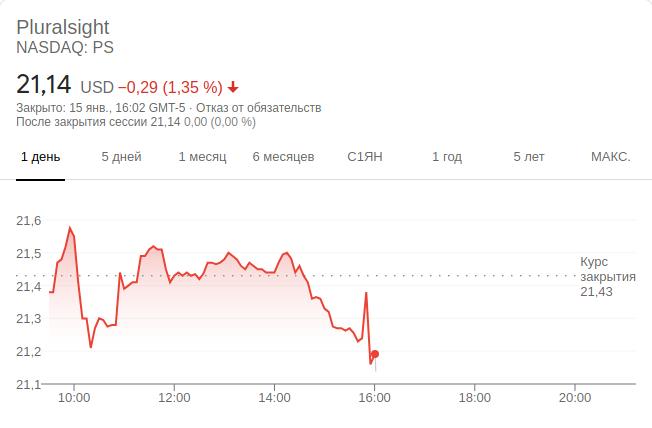 Pluralsight
NASDAQ: PS
21,14 USD −0,29 (1,35 %)
Закрыто: 15 янв., 16:02 GMT-5 · Отказ от обязательств
После закрытия сессии 21,14 0,00 (0,00 %)
1 день 5 дней 1 месяц 6 месяцев С1ЯН 1 год 5 лет МАКС.
21,6
21,5
21,4
21,3
21,2
21,1
Курс
закрытия
21,43
10:00 12:00 14:00 16:00 18:00 20:00